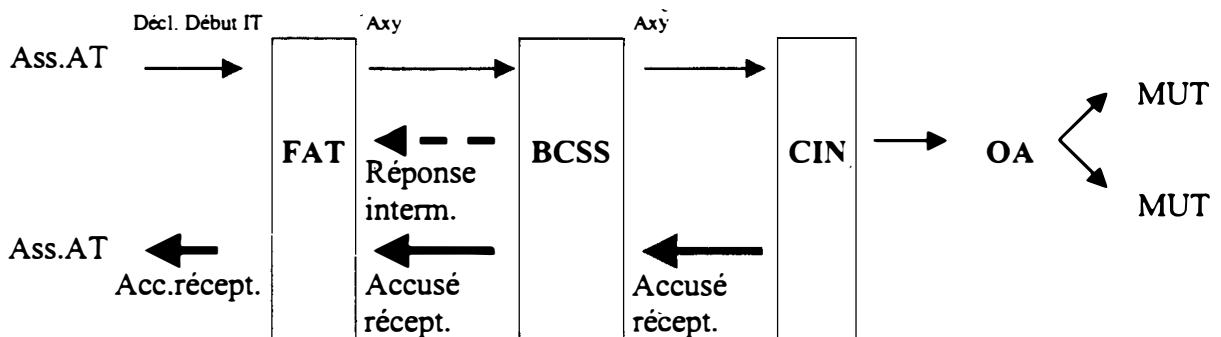 Décl. Début IT
Axy
Axy
Ass.AT
MUT
FAT
BCSS
CIN
OA
Réponse
interm.
MUT
Ass.AT
Acc.récept.
Accusé
récept.
Accusé
récept.